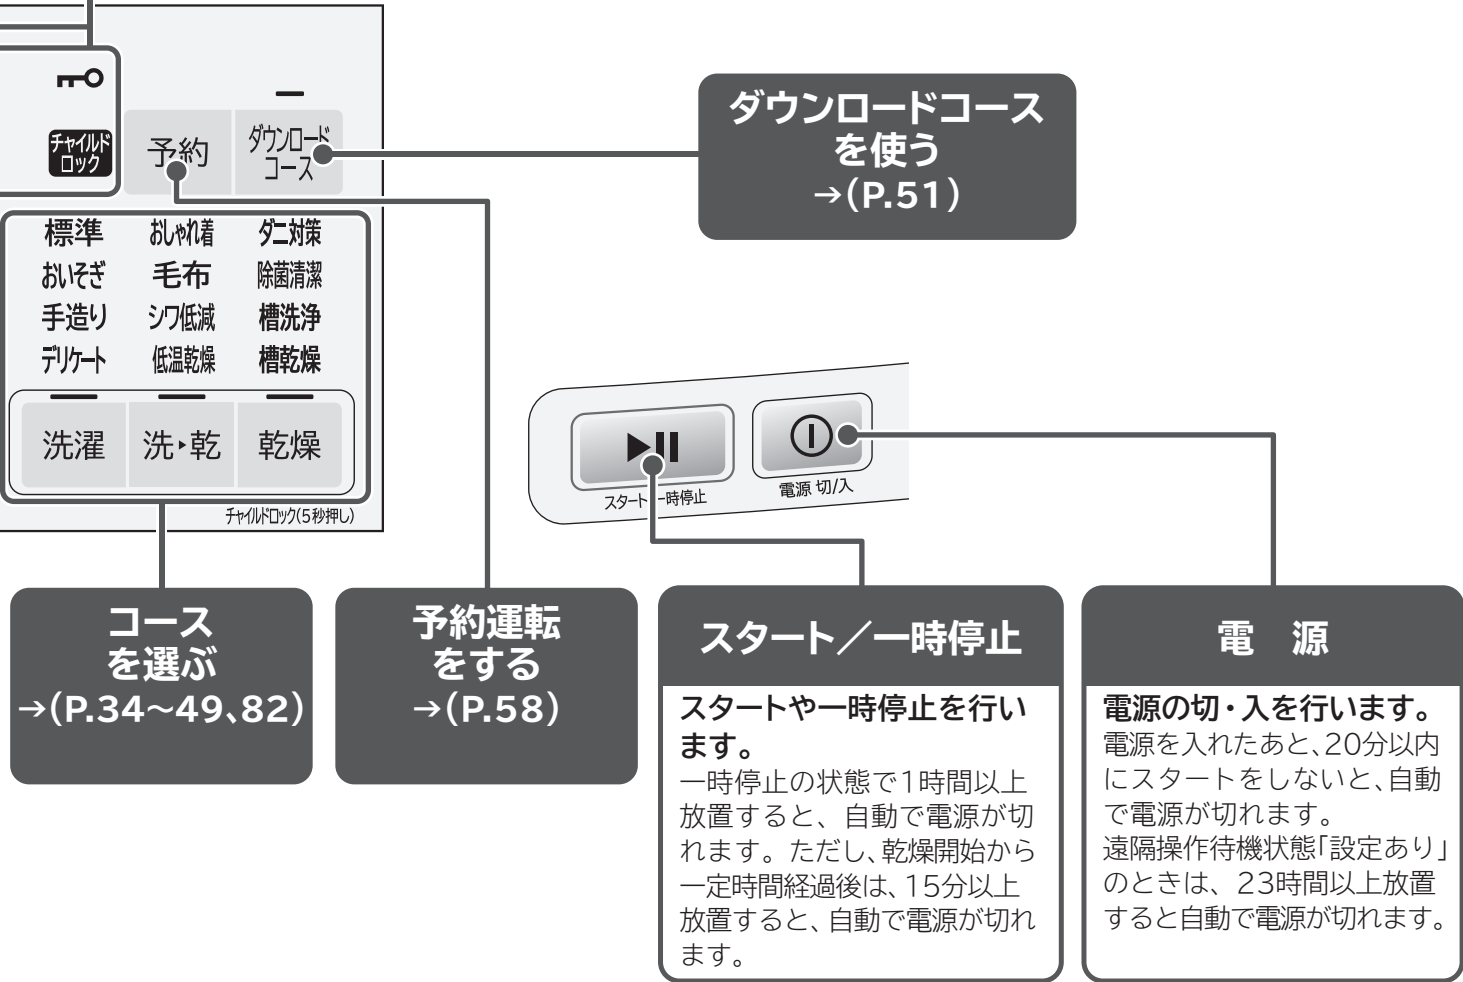 チャイルド
ロック
予約
ダウンロード
コース
標準 おしゃれ着 ダニ対策
おいそぎ 毛布 除菌清潔
手造り シワ低減 槽洗浄
デリケート 低温乾燥 槽乾燥
洗濯 洗▸乾 乾燥
チャイルドロック(5秒押し)
ダウンロードコース
を使う
→(P.51)
スタート 一時停止
電源 切/入
コース
を選ぶ
→(P.34~49、82)
予約運転
をする
→(P.58)
スタート/一時停止
スタートや一時停止を行い
ます。
一時停止の状態で1時間以上
放置すると、自動で電源が切
れます。ただし、乾燥開始から
一定時間経過後は、15分以上
放置すると、自動で電源が切れ
ます。
電 源
電源の切・入を行います。
電源を入れたあと、20分以内
にスタートをしないと、自動
で電源が切れます。
遠隔操作待機状態「設定あり」
のときは、23時間以上放置
すると自動で電源が切れます。